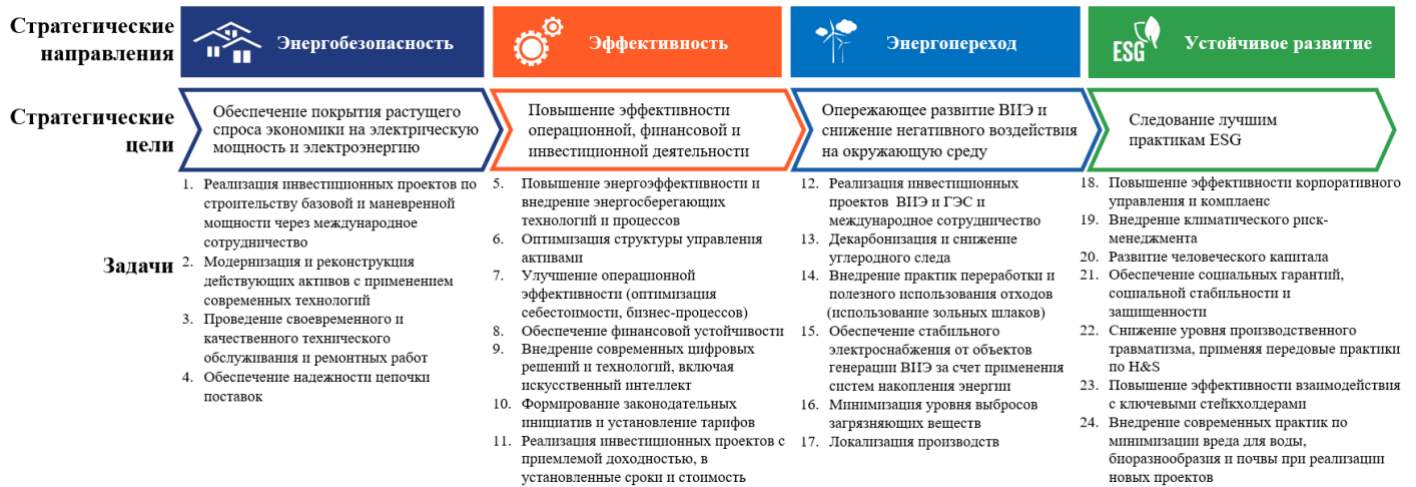 Стратегические
направления
Энергобезопасность
Эффективность
Энергопереход
ESG
Устойчивое развитие
Стратегические
цели
Обеспечение покрытия растущего
спроса экономики на электрическую
мощность и электроэнергию
Повышение эффективности
операционной, финансовой и
инвестиционной деятельности
Опережающее развитие ВИЭ и
снижение негативного воздействия
на окружающую среду
Следование лучшим
практикам ESG
Задачи
1. Реализация инвестиционных проектов по
строительству базовой и маневренной
мощности через международное
сотрудничество
2. Модернизация и реконструкция
действующих активов с применением
современных технологий
3. Проведение своевременного и
качественного технического
обслуживания и ремонтных работ
4. Обеспечение надежности цепочки
поставок
5. Повышение энергоэффективности и
внедрение энергосберегающих
технологий и процессов
6. Оптимизация структуры управления
активами
7. Улучшение операционной
эффективности (оптимизация
себестоимости, бизнес-процессов)
8. Обеспечение финансовой устойчивости
9. Внедрение современных цифровых
решений и технологий, включая
искусственный интеллект
10. Формирование законодательных
инициатив и установление тарифов
11. Реализация инвестиционных проектов с
приемлемой доходностью, в
установленные сроки и стоимость
12. Реализация инвестиционных
проектов ВИЭ и ГЭС и
международное сотрудничество
13. Декарбонизация и снижение
углеродного следа
14. Внедрение практик переработки и
полезного использования отходов
(использование зольных шлаков)
15. Обеспечение стабильного
электроснабжения от объектов
генерации ВИЭ за счет применения
систем накопления энергии
16. Минимизация уровня выбросов
загрязняющих веществ
17. Локализация производств
18. Повышение эффективности корпоративного
управления и комплаенс
19. Внедрение климатического риск-
менеджмента
20. Развитие человеческого капитала
21. Обеспечение социальных гарантий,
социальной стабильности и
защищенности
22. Снижение уровня производственного
травматизма, применяя передовые практики
по H&S
23. Повышение эффективности взаимодействия
с ключевыми стейкхолдерами
24. Внедрение современных практик по
минимизации вреда для воды,
биоразнообразия и почвы при реализации
новых проектов